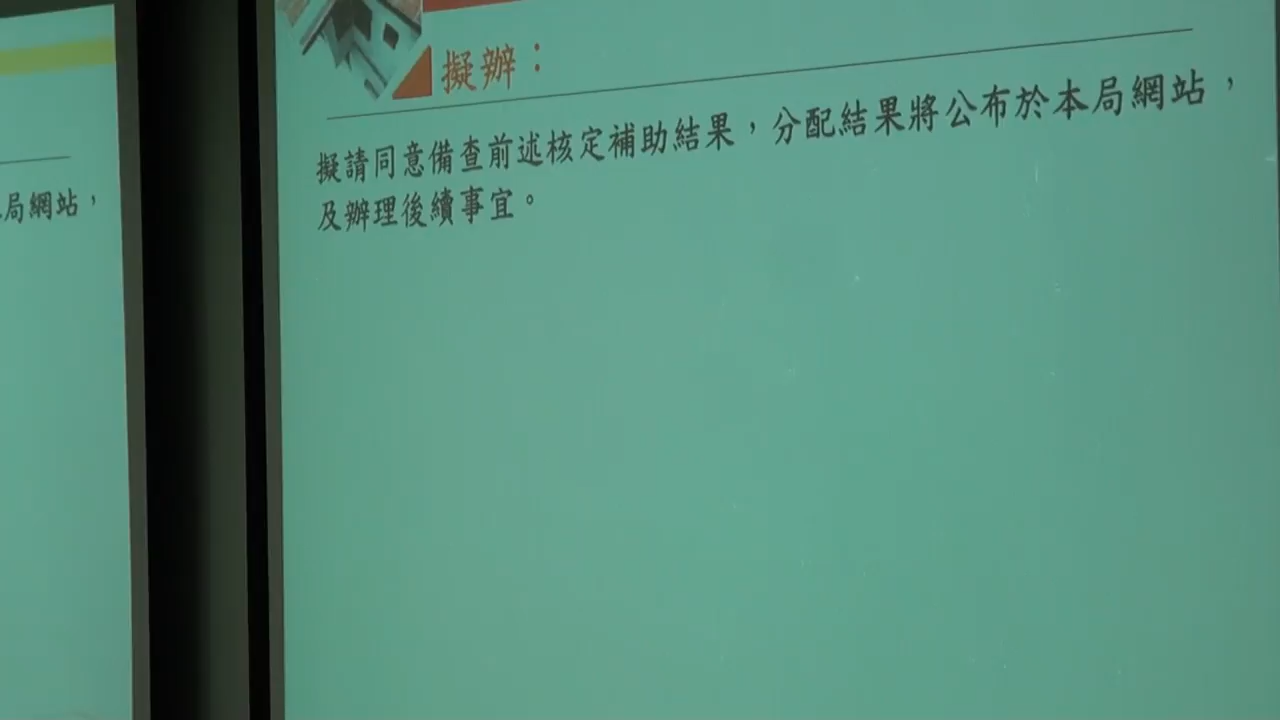 擬辦：
擬請同意備查前述核定補助結果，分配結果將公布於本局網站，
及辦理後續事宜。
局網站，